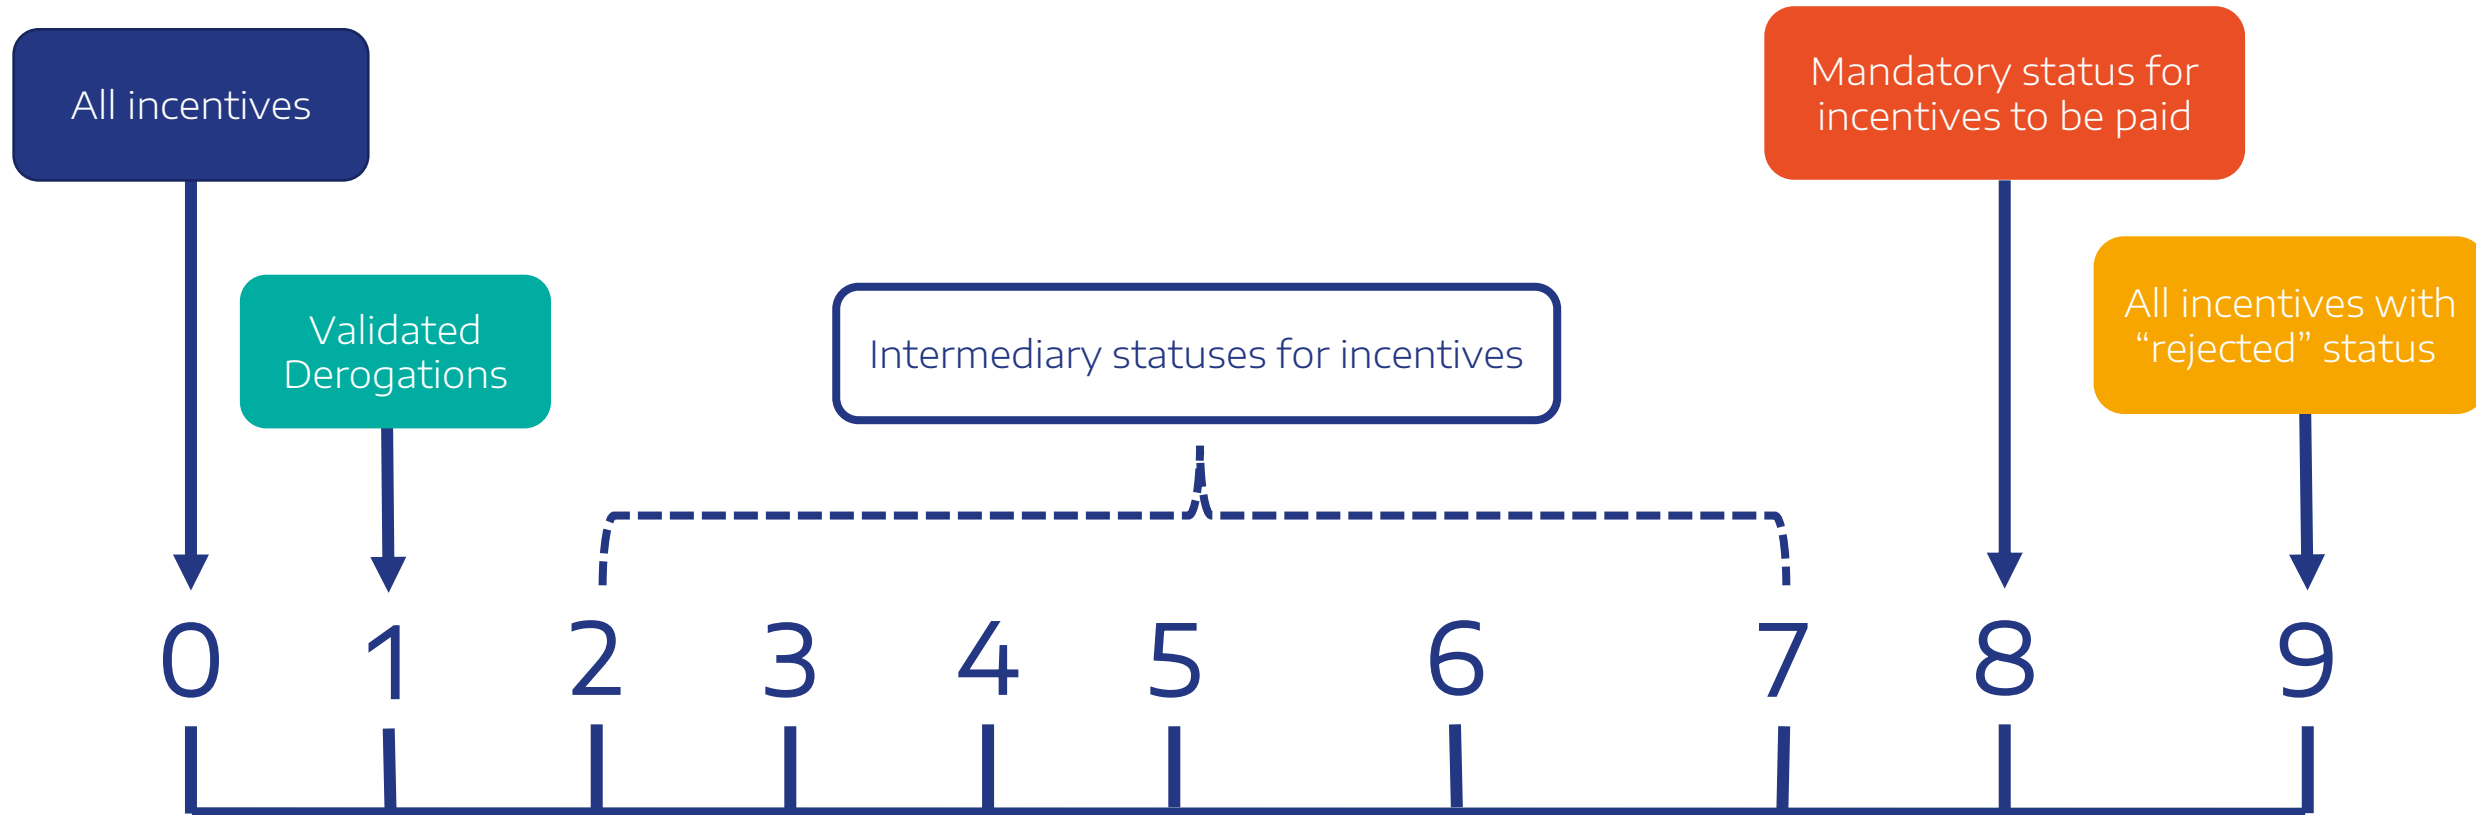 All incentives
Mandatory status for
incentives to be paid
Validated
Derogations
Intermediary statuses for incentives
All incentives with
“rejected” status
0 1 2 3 4 5 6 7 8 9